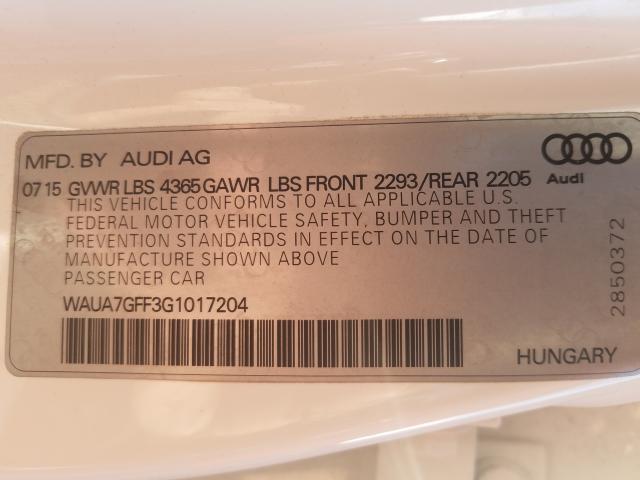 MFD. BY AUDI AG
Audi
07 15 GVWR LBS 4365 GAWR LBS FRONT 2293/REAR 2205
THIS VEHICLE CONFORMS TO ALL APPLICABLE U.S.
FEDERAL MOTOR VEHICLE SAFETY, BUMPER AND THEFT
PREVENTION STANDARDS IN EFFECT ON THE DATE OF
MANUFACTURE SHOWN ABOVE
PASSENGER CAR
WAUA7GFF3G1017204
HUNGARY
2850372